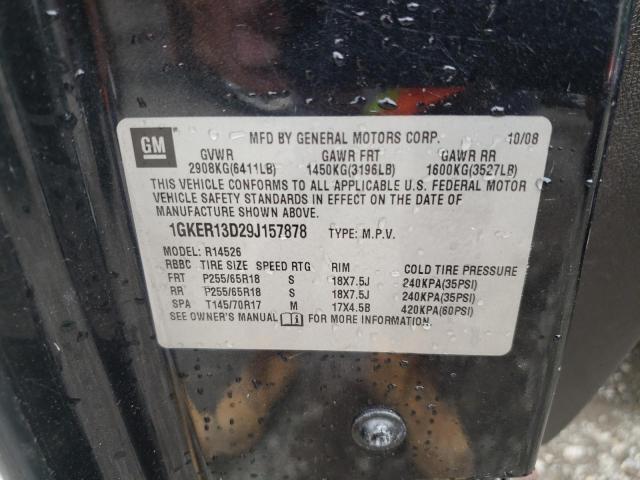 GM MFD BY GENERAL MOTORS CORP. 10/08
GVWR GAWR FRT GAWR RR
2908KG(6411LB) 1450KG(3196LB) 1600KG(3527LB)
THIS VEHICLE CONFORMS TO ALL APPLICABLE U.S. FEDERAL MOTOR
VEHICLE SAFETY STANDARDS IN EFFECT ON THE DATE OF
MANUFACTURE SHOWN ABOVE.
1GKER13D29J157878 TYPE: M.P.V.
MODEL: R14526
RBBC TIRE SIZE SPEED RTG RIM COLD TIRE PRESSURE
FRT P255/65R18 S 18X7.5J 240KPA(35PSI)
RR P255/65R18 S 18X7.5J 240KPA(35PSI)
SPA T145/70R17 M 17X4.5B 420KPA(60PSI)
SEE OWNER'S MANUAL FOR MORE INFORMATION.